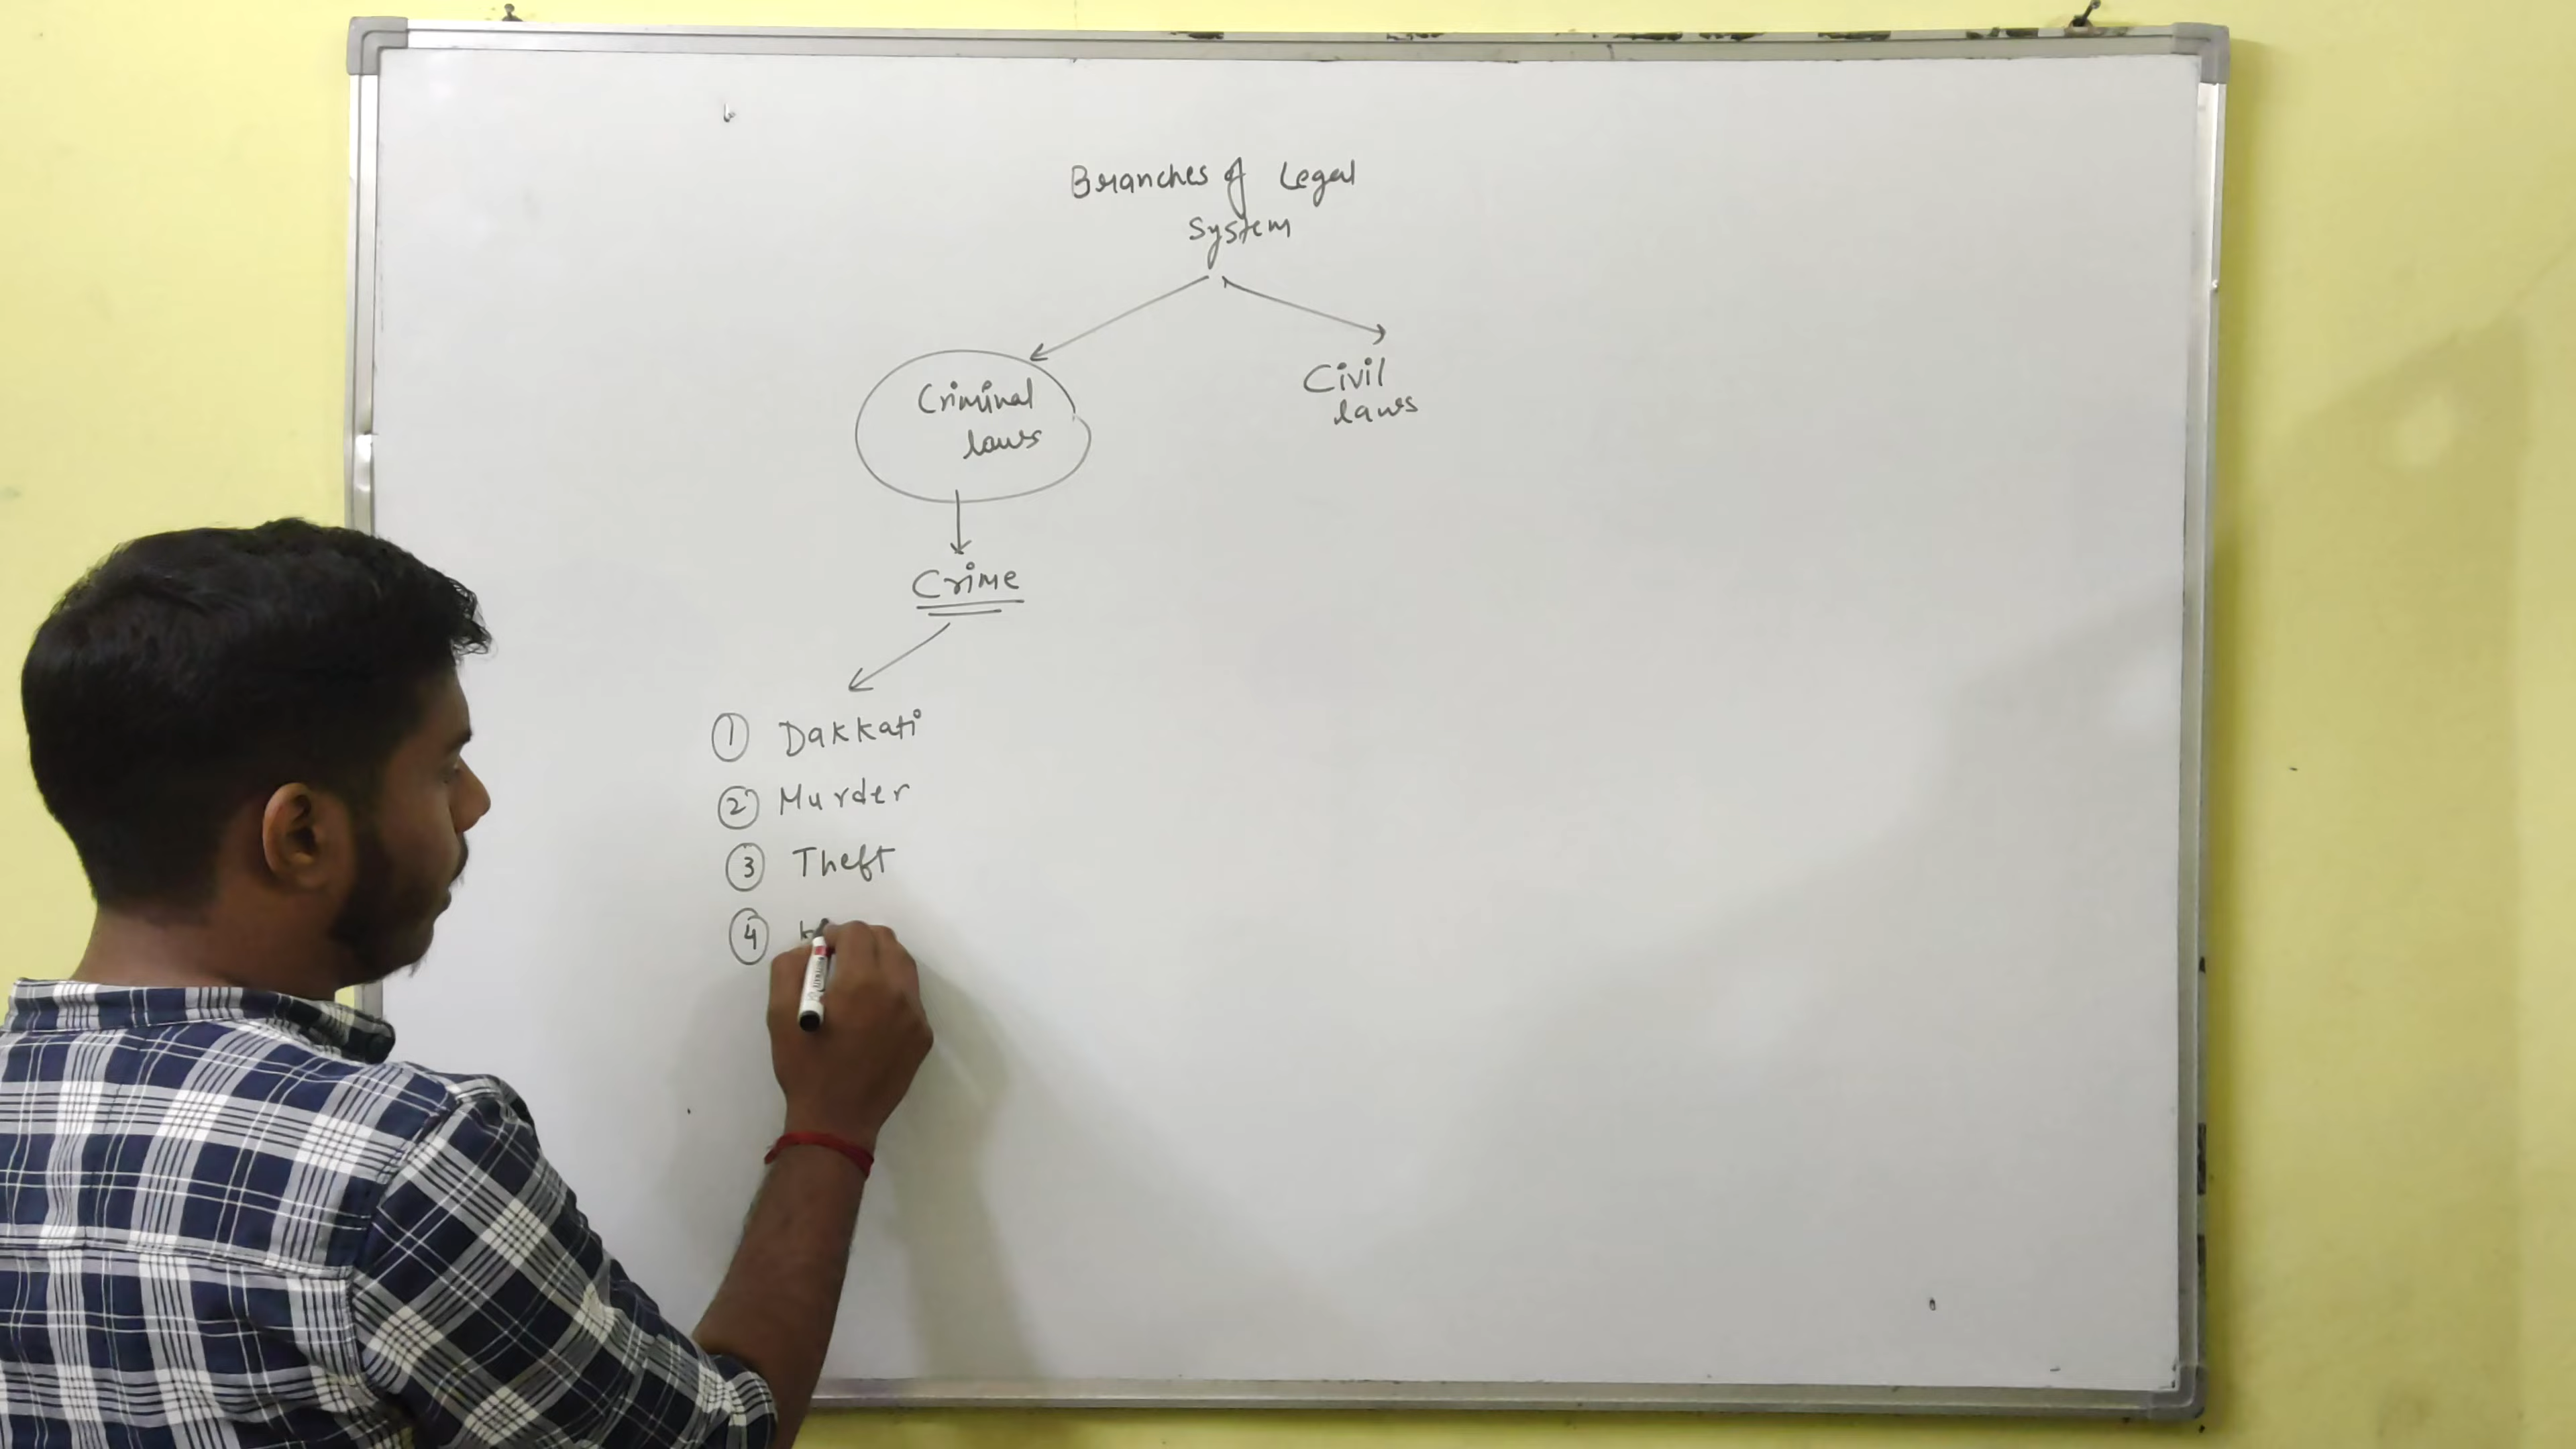 Branches of Legal
System
Criminal
laws
Civil
laws
Crime
① Dakkati
② Murder
③ Theft
④